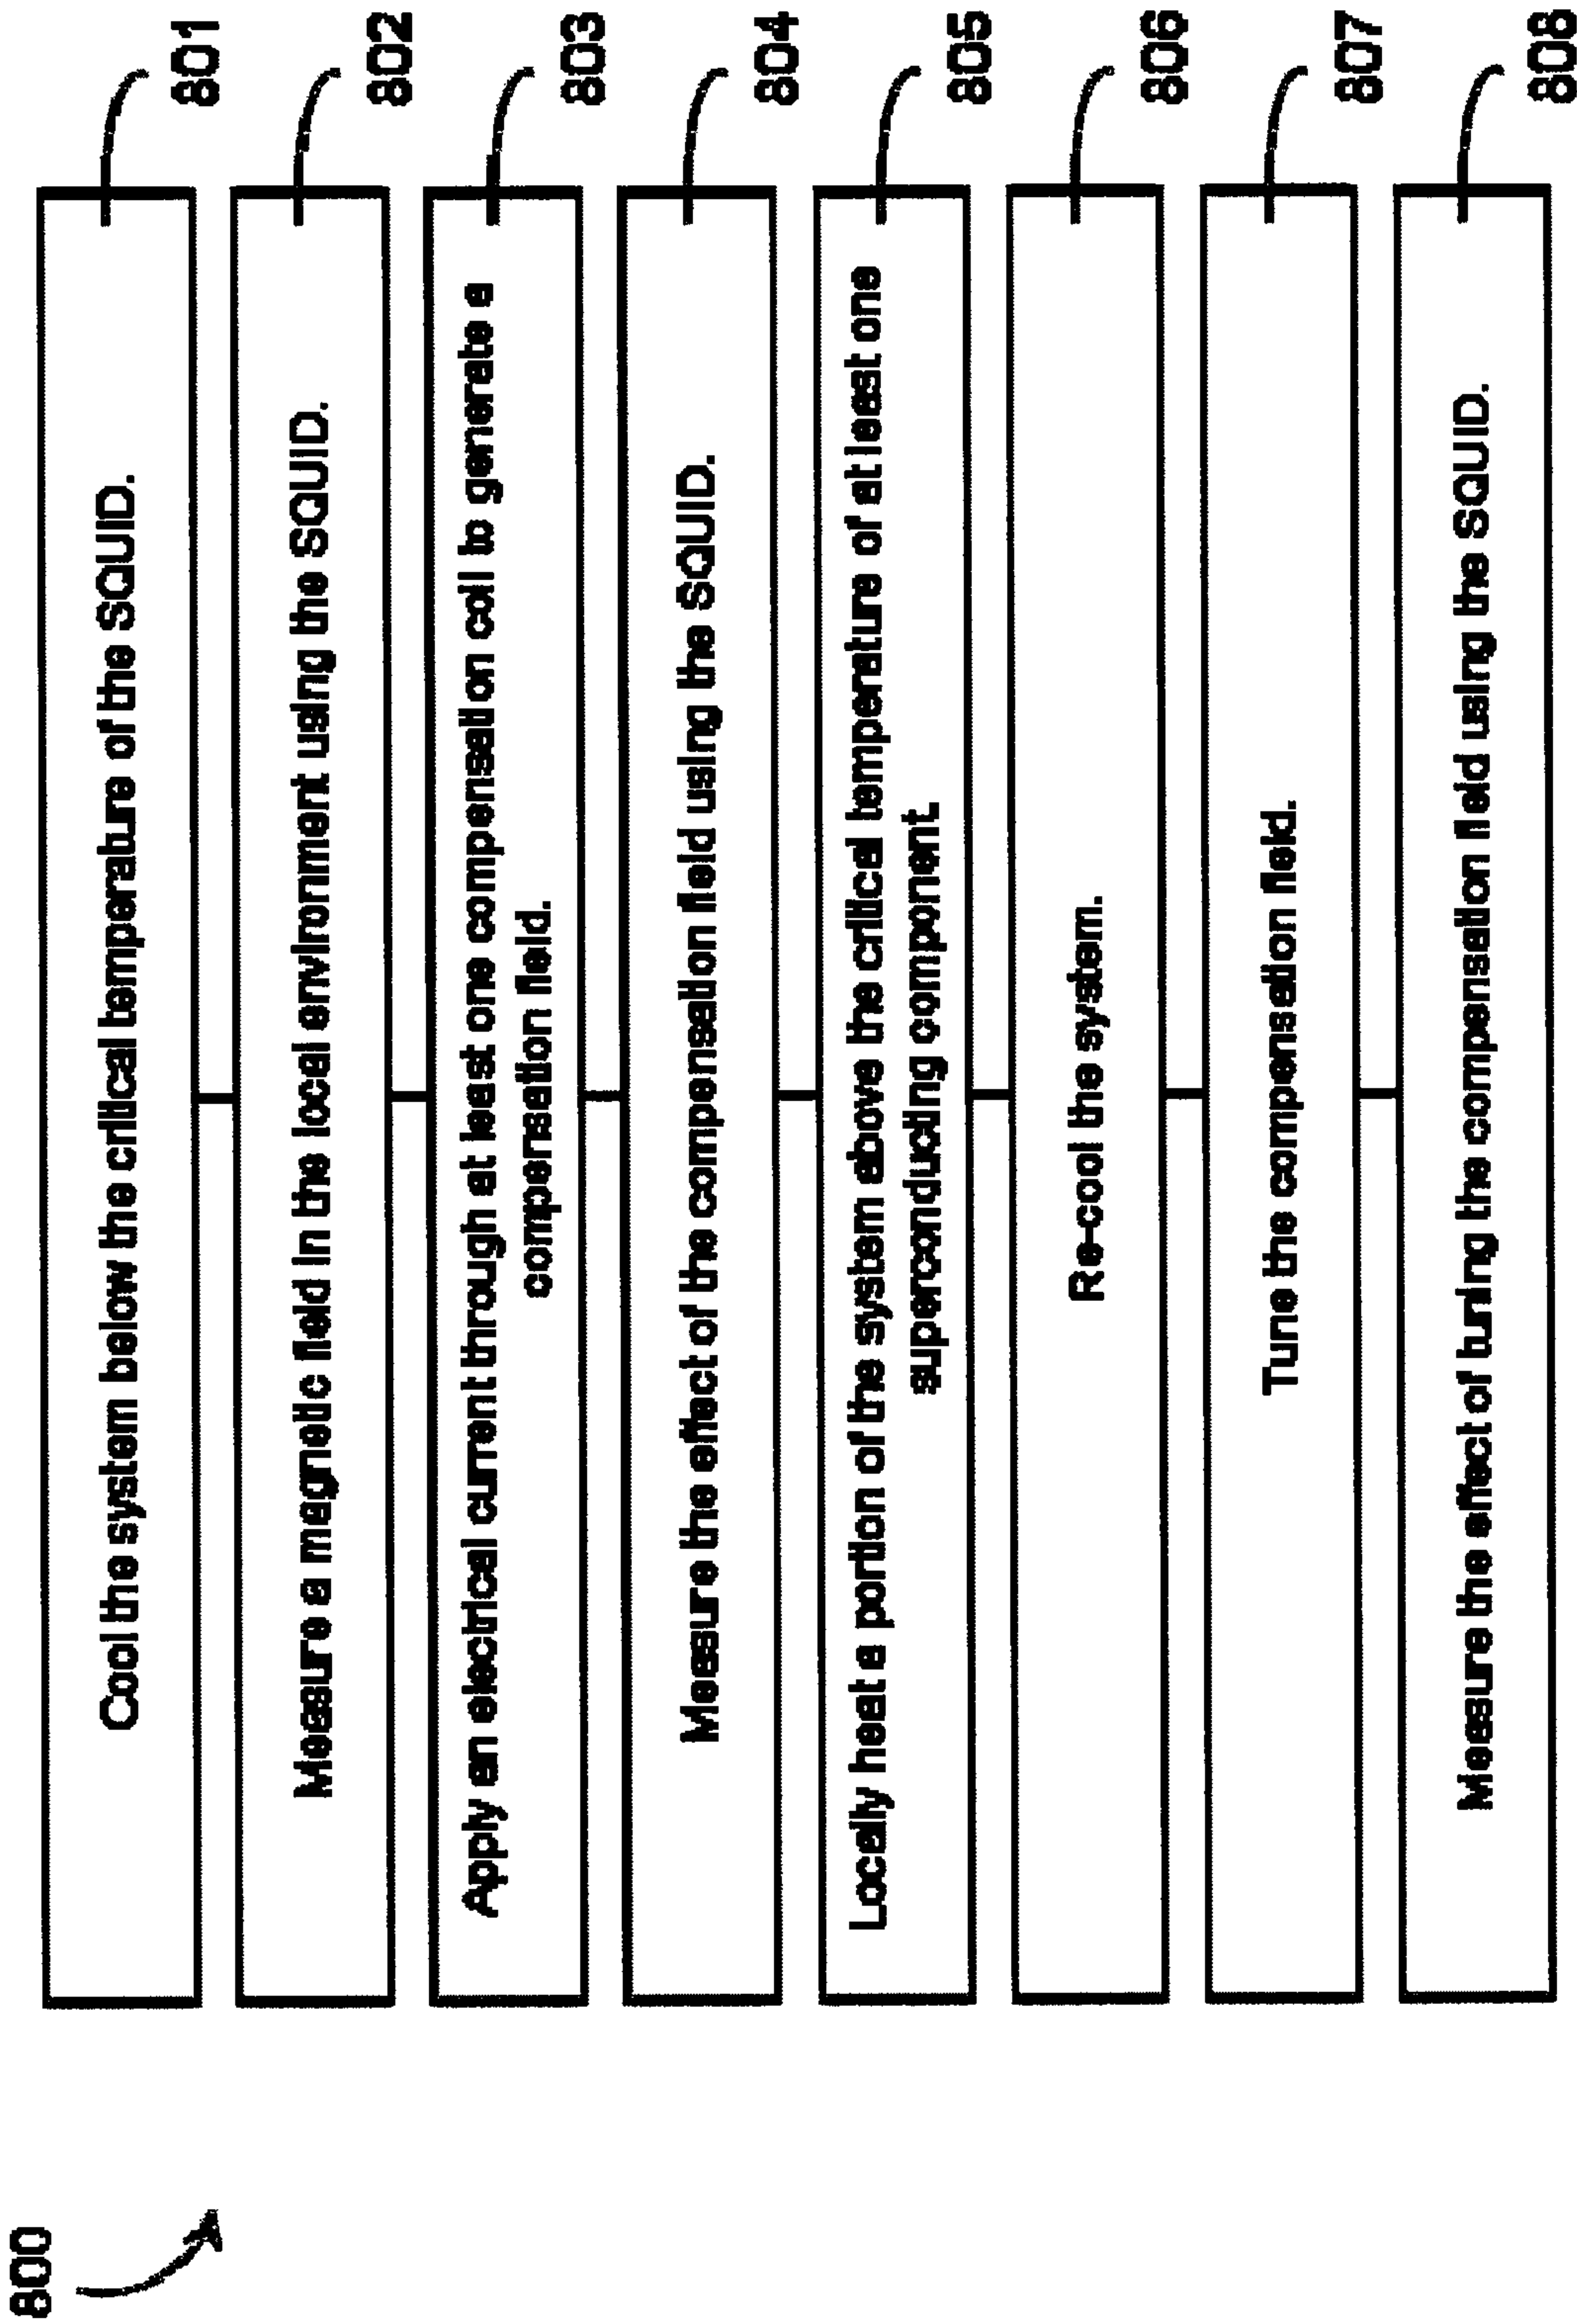 800
Cool the system below the critical temperature of the SQUID.
801
Measure a magnetic field in the local environment using the SQUID.
802
Apply an electrical current through at least one compensation coil to generate a
compensation field.
803
Measure the effect of the compensation field using the SQUID.
804
Locally heat a portion of the system above the critical temperature of at least one
superconducting component.
805
Re-cool the system.
806
Tune the compensation field.
807
Measure the effect of tuning the compensation field using the SQUID.
808